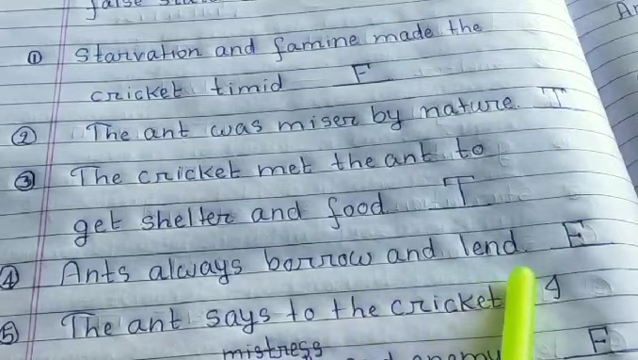 false
① Starvation and famine made the
cricket timid F
② The ant was miser by nature. T
③ The cricket met the ant to
get shelter and food T
④ Ants always borrow and lend. F
⑤ The ant says to the cricket, "I
mistress enemy F